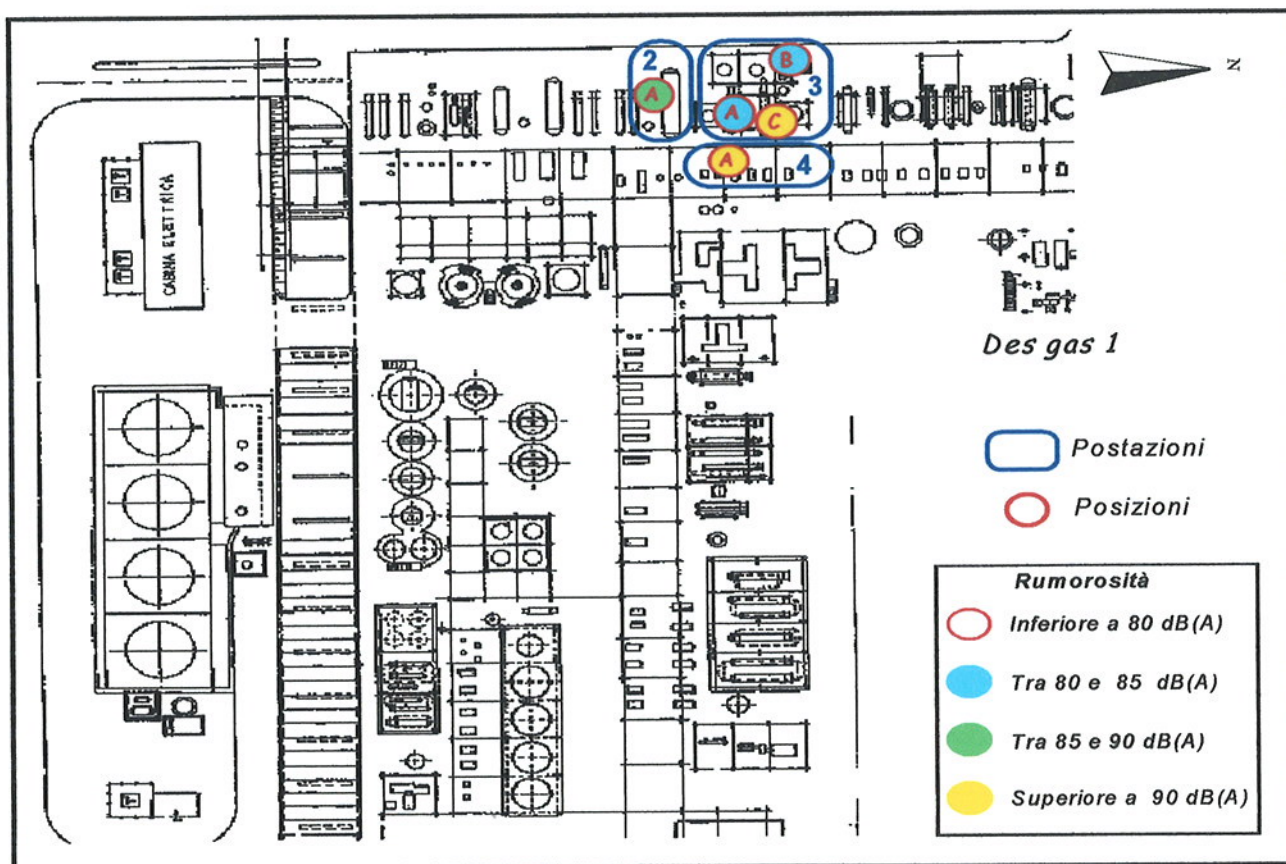 2
A
B
3
A
C
A
4
N
CABINA ELETTRICA
T T
T T
Des gas 1
Postazioni
Posizioni
Rumorosità
Inferiore a 80 dB(A)
Tra 80 e 85 dB(A)
Tra 85 e 90 dB(A)
Superiore a 90 dB(A)
T